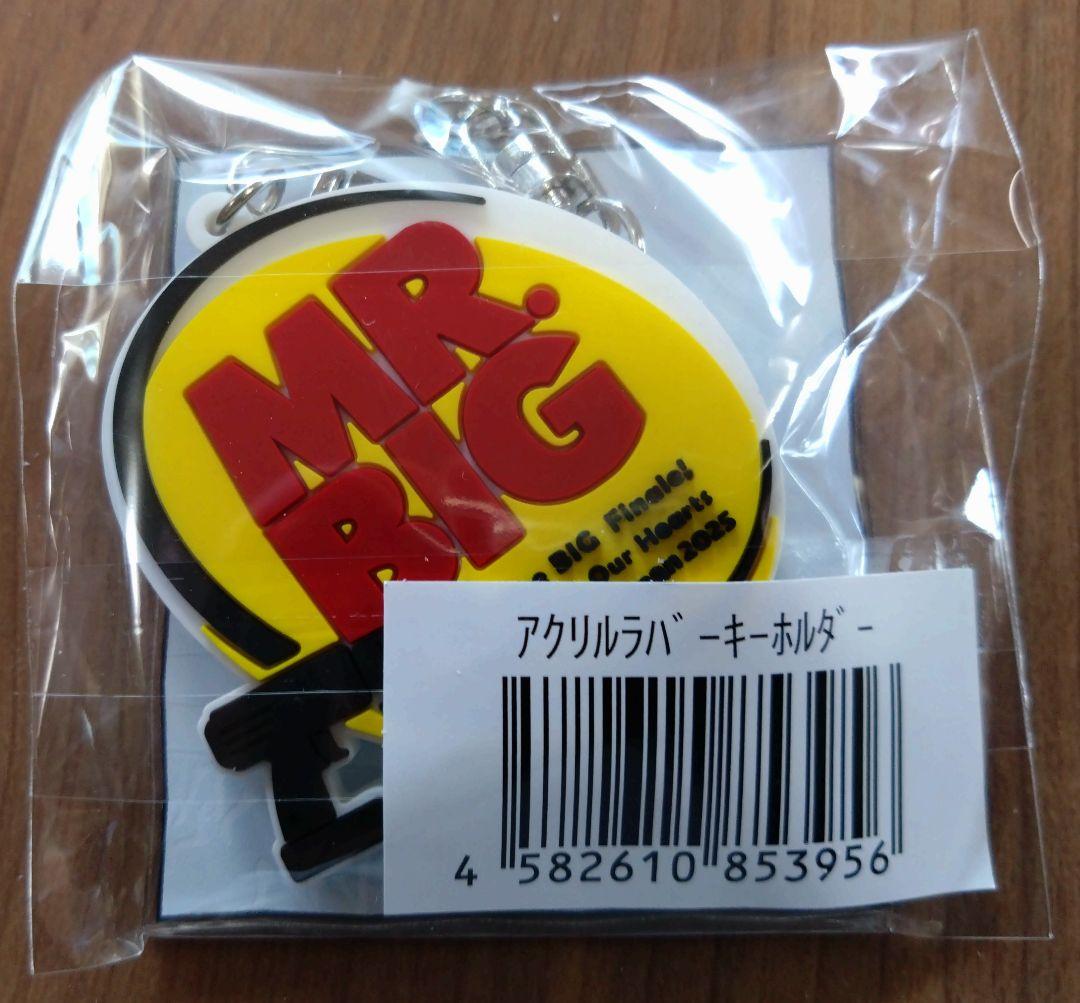 MR.
BIG
BIG Finale!
Our Hearts
2025
アクリルラバーキーホルダー
4 582610 853956